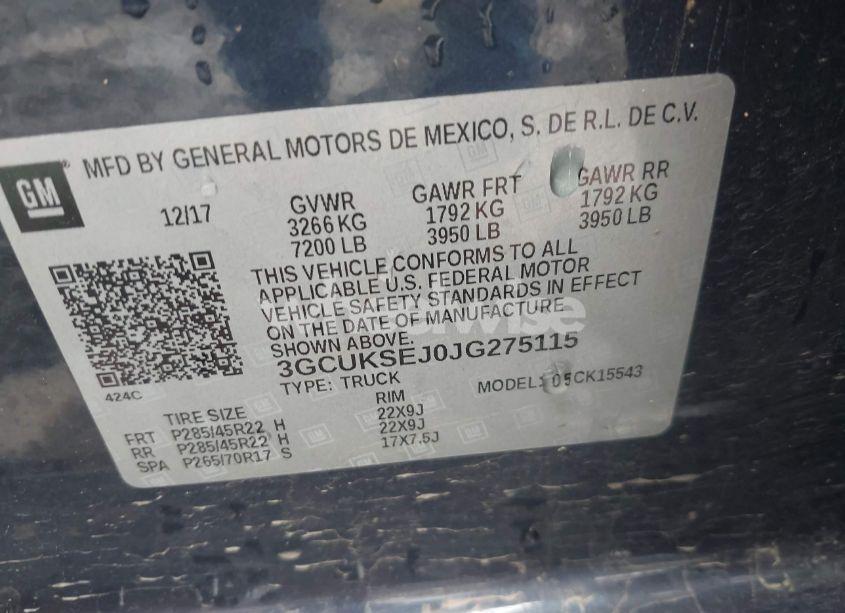 GM
MFD BY GENERAL MOTORS DE MEXICO, S. DE R.L. DE C.V.
12/17
GVWR
3266 KG
7200 LB
GAWR FRT
1792 KG
3950 LB
GAWR RR
1792 KG
3950 LB
THIS VEHICLE CONFORMS TO ALL
APPLICABLE U.S. FEDERAL MOTOR
VEHICLE SAFETY STANDARDS IN EFFECT
ON THE DATE OF MANUFACTURE
SHOWN ABOVE.
3GCUKSEJ0JG275115
424C
TYPE: TRUCK
MODEL: 05CK15543
TIRE SIZE RIM
FRT P285/45R22 H 22X9J
RR P285/45R22 H 22X9J
SPA P265/70R17 S 17X7.5J